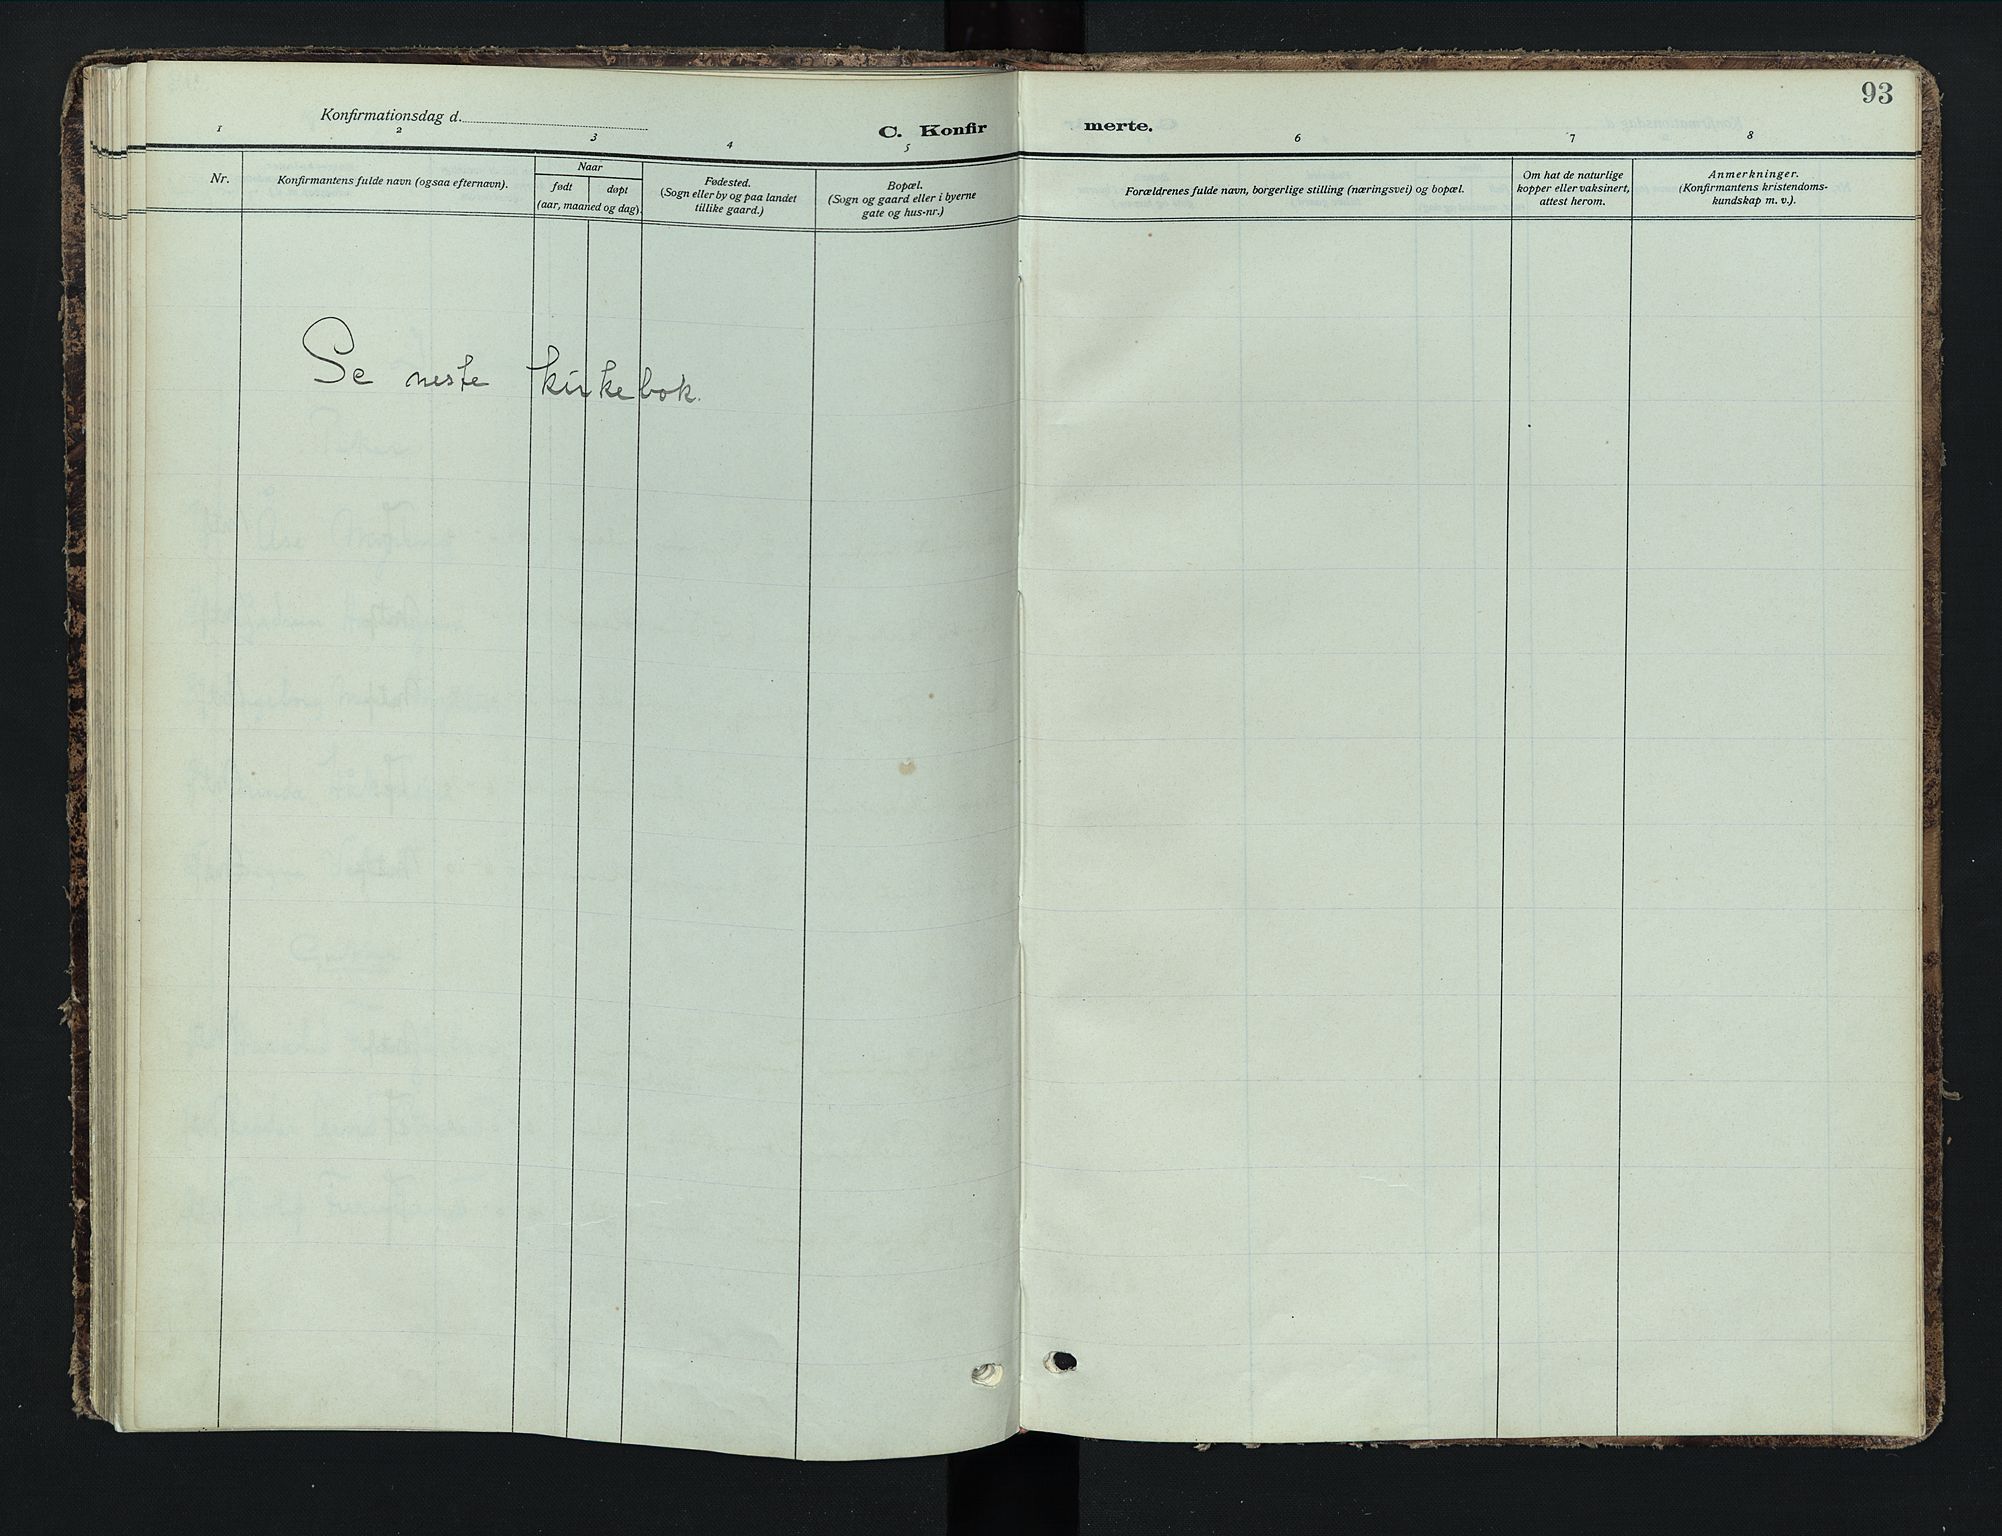 93
Konfirmationsdag d.
C. Konfirmerte.
1 2 3 4 5 6 7 8
Nr.
Konfirmantens fulde navn (ogsaa efternavn).
Naar
født
døpt
(aar, maaned og dag).
Fødested.
(Sogn eller by og paa landet
tillike gaard.)
Bopæl.
(Sogn og gaard eller i byerne
gate og hus-nr.)
Forældrenes fulde navn, borgerlige stilling (næringsvei) og bopæl.
Om hat de naturlige
kopper eller vaksinert,
attest herom.
Anmerkninger.
(Konfirmantens kristendoms-
kundskap m. v.).
Se neste kirkebok.